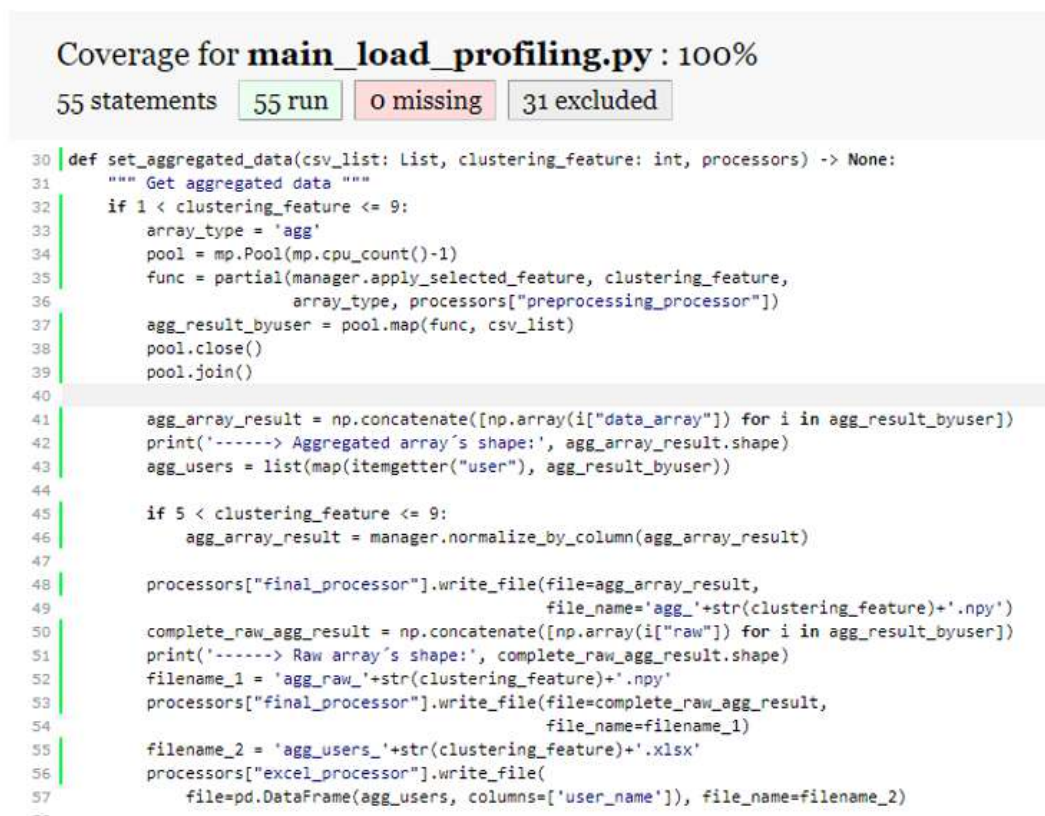 Coverage for main_load_profiling.py : 100%
55 statements 55 run 0 missing 31 excluded
30 def set_aggregated_data(csv_list: List, clustering_feature: int, processors) -> None:
31 """ Get aggregated data """
32 if 1 < clustering_feature <= 9:
33 array_type = 'agg'
34 pool = mp.Pool(mp.cpu_count()-1)
35 func = partial(manager.apply_selected_feature, clustering_feature,
36 array_type, processors["preprocessing_processor"])
37 agg_result_byuser = pool.map(func, csv_list)
38 pool.close()
39 pool.join()
40
41 agg_array_result = np.concatenate([np.array(i["data_array"]) for i in agg_result_byuser])
42 print('------> Aggregated array´s shape:', agg_array_result.shape)
43 agg_users = list(map(itemgetter("user"), agg_result_byuser))
44
45 if 5 < clustering_feature <= 9:
46 agg_array_result = manager.normalize_by_column(agg_array_result)
47
48 processors["final_processor"].write_file(file=agg_array_result,
49 file_name='agg_'+str(clustering_feature)+'.npy')
50 complete_raw_agg_result = np.concatenate([np.array(i["raw"]) for i in agg_result_byuser])
51 print('------> Raw array´s shape:', complete_raw_agg_result.shape)
52 filename_1 = 'agg_raw_'+str(clustering_feature)+'.npy'
53 processors["final_processor"].write_file(file=complete_raw_agg_result,
54 file_name=filename_1)
55 filename_2 = 'agg_users_'+str(clustering_feature)+'.xlsx'
56 processors["excel_processor"].write_file(
57 file=pd.DataFrame(agg_users, columns=['user_name']), file_name=filename_2)